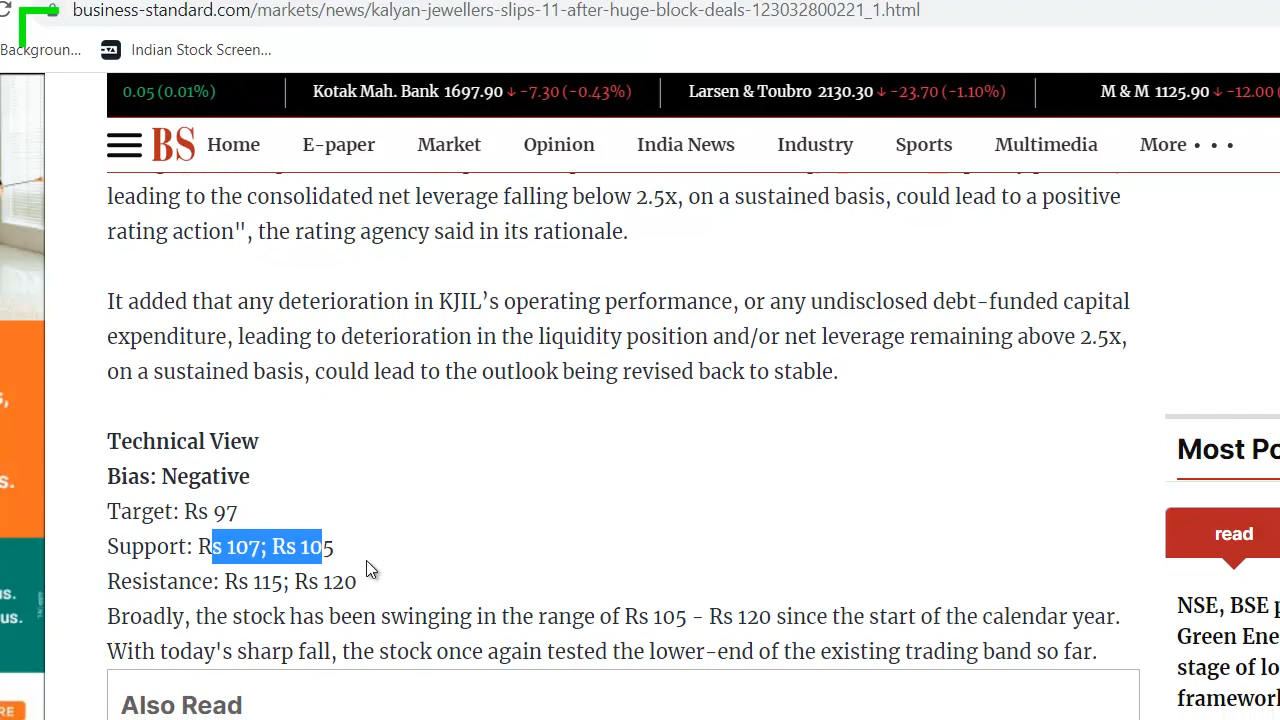 business-standard.com/markets/news/kalyan-jewellers-slips-11-after-huge-block-deals-123032800221_1.html
Backgroun... Indian Stock Screen...
0.05 (0.01%) Kotak Mah. Bank 1697.90 -7.30 (-0.43%) Larsen & Toubro 2130.30 -23.70 (-1.10%) M & M 1125.90 -12.00
BS Home E-paper Market Opinion India News Industry Sports Multimedia More
leading to the consolidated net leverage falling below 2.5x, on a sustained basis, could lead to a positive
rating action", the rating agency said in its rationale.
It added that any deterioration in KJIL’s operating performance, or any undisclosed debt-funded capital
expenditure, leading to deterioration in the liquidity position and/or net leverage remaining above 2.5x,
on a sustained basis, could lead to the outlook being revised back to stable.
Technical View
Bias: Negative
Target: Rs 97
Support: Rs 107; Rs 105
Resistance: Rs 115; Rs 120
Broadly, the stock has been swinging in the range of Rs 105 - Rs 120 since the start of the calendar year.
With today's sharp fall, the stock once again tested the lower-end of the existing trading band so far.
Also Read
Most Po
read
NSE, BSE p
Green Ene
stage of lo
framework
s.
us.
us.
RE